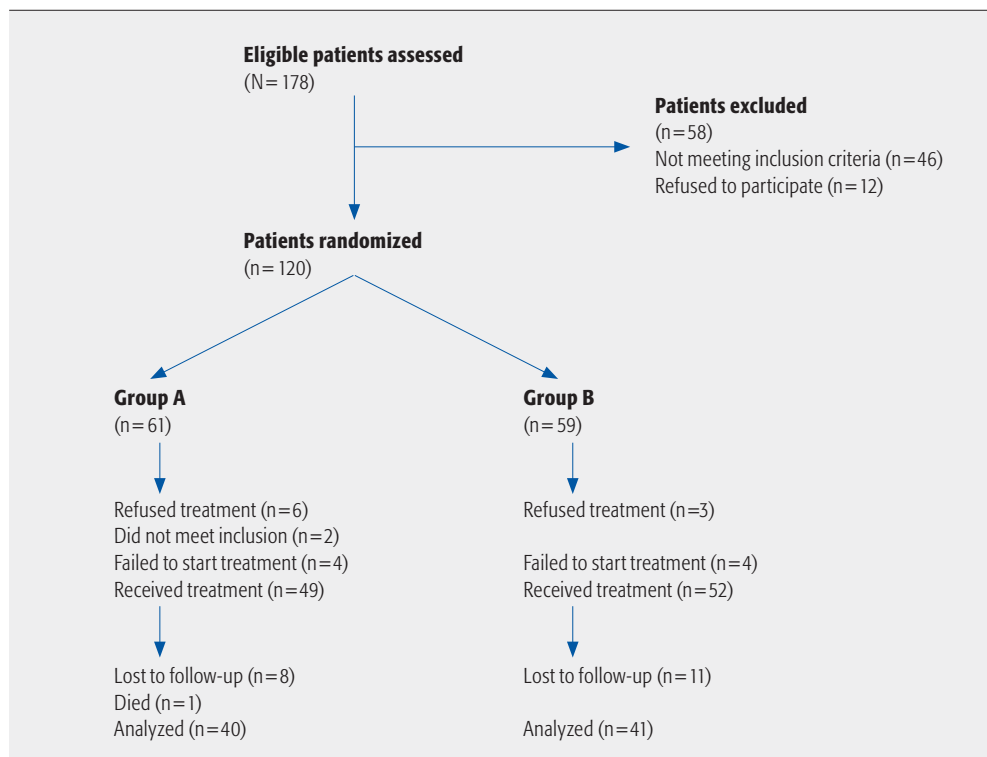 Eligible patients assessed
(N = 178)
Patients excluded
(n = 58)
Not meeting inclusion criteria (n = 46)
Refused to participate (n = 12)
Patients randomized
(n = 120)
Group A
(n = 61)
Refused treatment (n = 6)
Did not meet inclusion (n = 2)
Failed to start treatment (n = 4)
Received treatment (n = 49)
Lost to follow-up (n = 8)
Died (n = 1)
Analyzed (n = 40)
Group B
(n = 59)
Refused treatment (n =3)
Failed to start treatment (n = 4)
Received treatment (n = 52)
Lost to follow-up (n = 11)
Analyzed (n = 41)